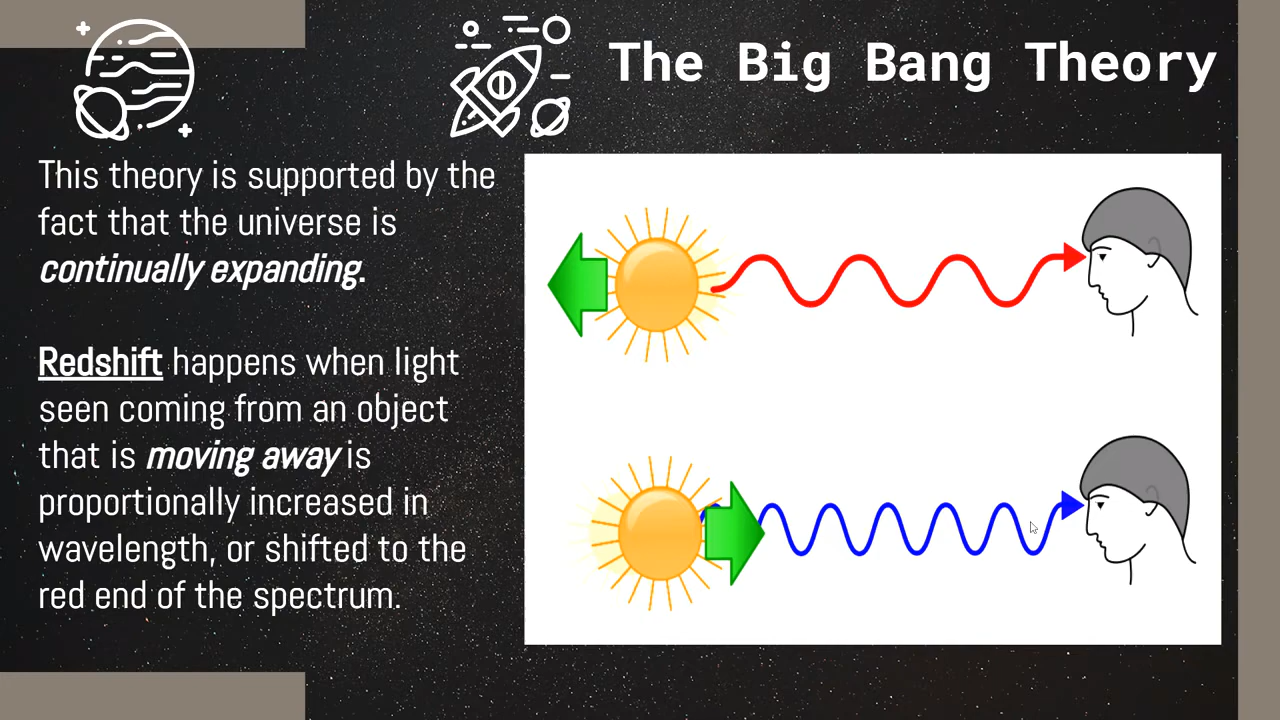 The Big Bang Theory
This theory is supported by the
fact that the universe is
continually expanding.
Redshift happens when light
seen coming from an object
that is moving away is
proportionally increased in
wavelength, or shifted to the
red end of the spectrum.